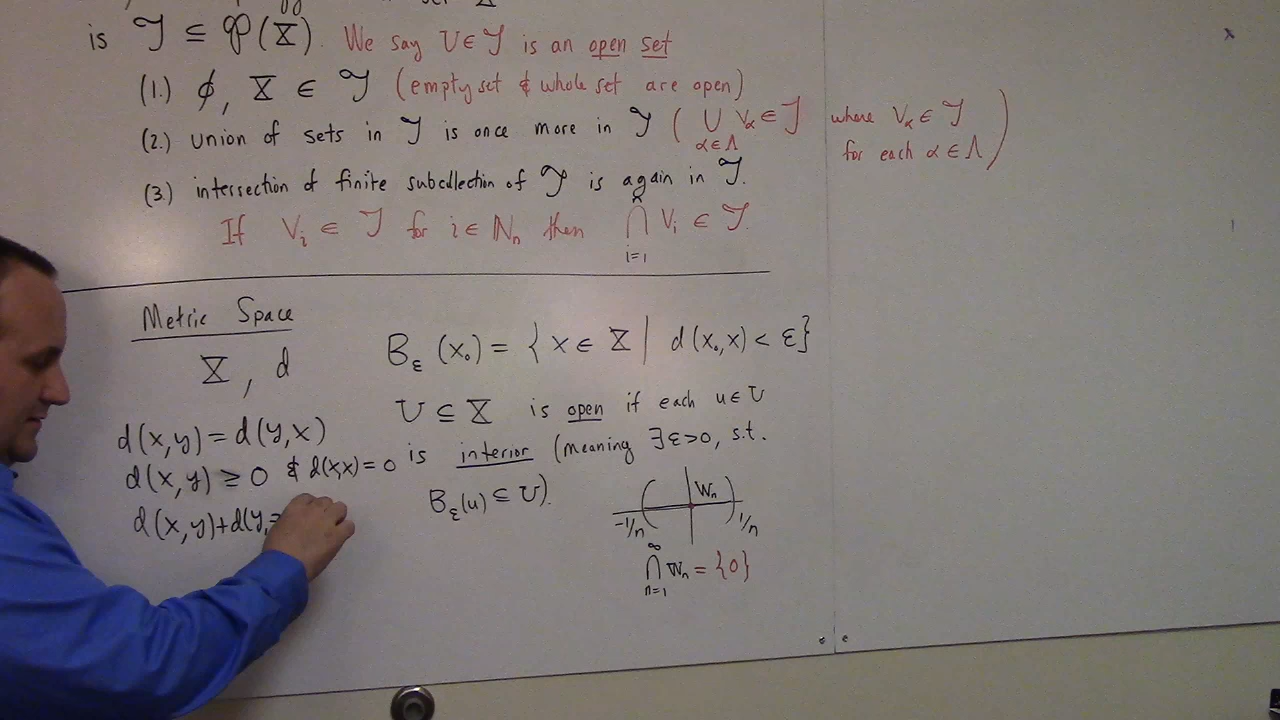 is 𝒯 ⊆ 𝒫(X). We say U ∈ 𝒯 is an open set
(1.) ϕ, X ∈ 𝒯 (empty set & whole set are open)
(2.) union of sets in 𝒯 is once more in 𝒯 ( ⋃_{α∈Λ} V_α ∈ 𝒯 where V_α ∈ 𝒯 for each α ∈ Λ )
(3.) intersection of finite subcollection of 𝒯 is again in 𝒯.
If V_i ∈ 𝒯 for i ∈ ℕ_n then ⋂_{i=1}^{n} V_i ∈ 𝒯.
Metric Space
X, d
d(x,y) = d(y,x)
d(x,y) ≥ 0 & d(x,x) = 0
d(x,y)+d(y,
B_ε(x₀) = { x ∈ X | d(x₀,x) < ε}
U ⊆ X is open if each u ∈ U
is interior (meaning ∃ε>0, s.t.
B_ε(u) ⊆ U).
W_n
-1/n 1/n
⋂_{n=1}^{∞} W_n = {0}